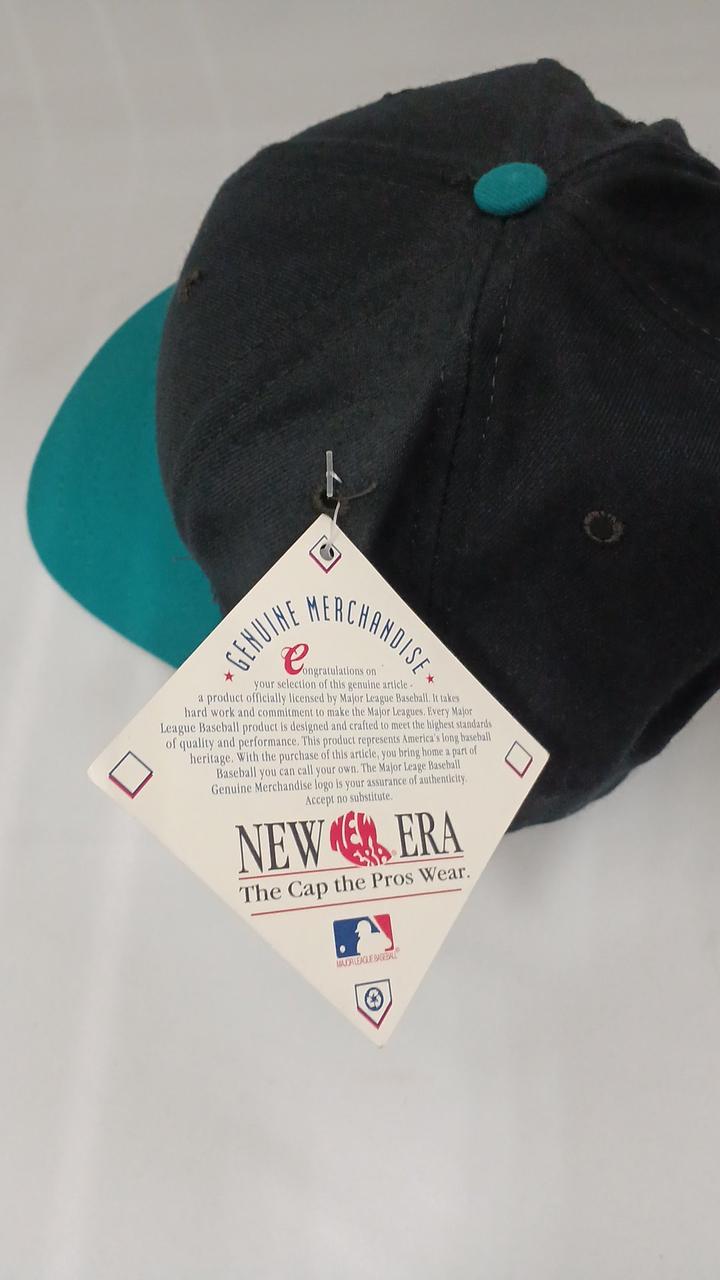 GENUINE MERCHANDISE
Congratulations on
your selection of this genuine article -
a product officially licensed by Major League Baseball. It takes
hard work and commitment to make the Major Leagues. Every Major
League Baseball product is designed and crafted to meet the highest standards
of quality and performance. This product represents America's long baseball
heritage. With the purchase of this article, you bring home a part of
Baseball you can call your own. The Major Leage Baseball
Genuine Merchandise logo is your assurance of authenticity.
Accept no substitute.
NEW NEW ERA ERA
The Cap the Pros Wear.
MAJOR LEAGUE BASEBALL